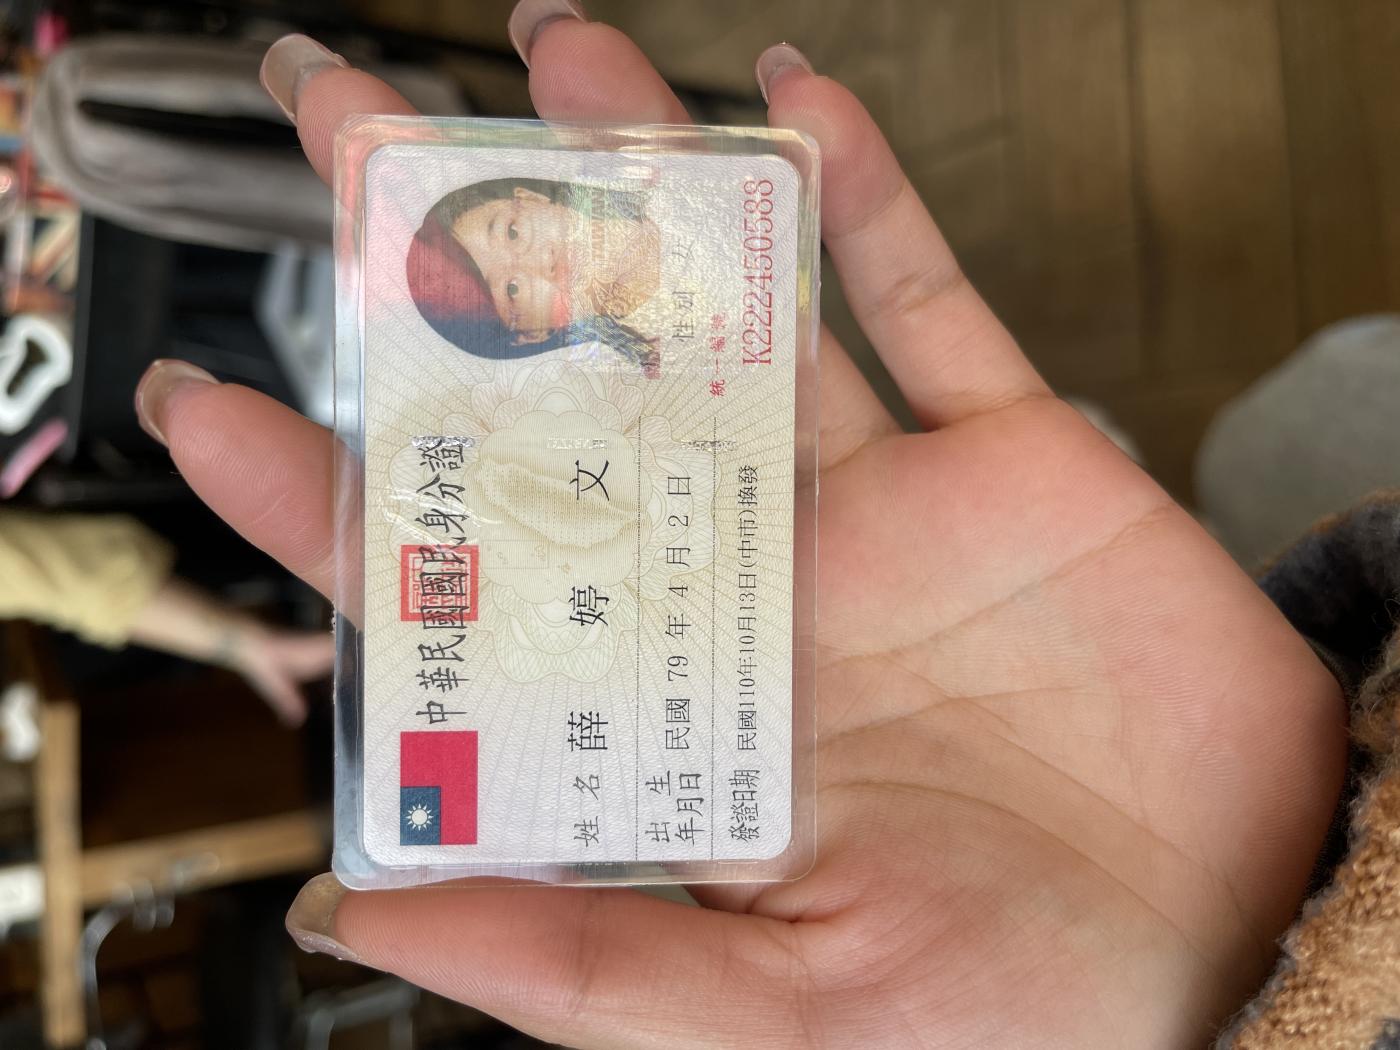 中華民國國民身分證
姓名 薛婷文
出生年月日 民國 79 年 4 月 2 日
性別 女
發證日期 民國110年10月13日(中市)換發
統一編號
K222450588